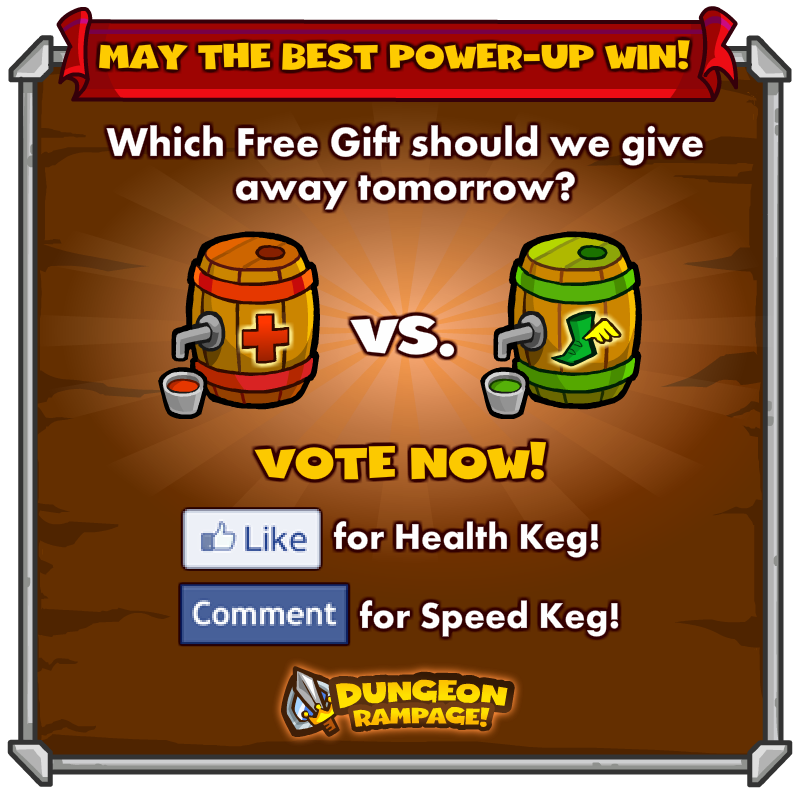 MAY THE BEST POWER-UP WIN!
Which Free Gift should we give
away tomorrow?
vs.
VOTE NOW!
Like for Health Keg!
Comment for Speed Keg!
DUNGEON
RAMPAGE!